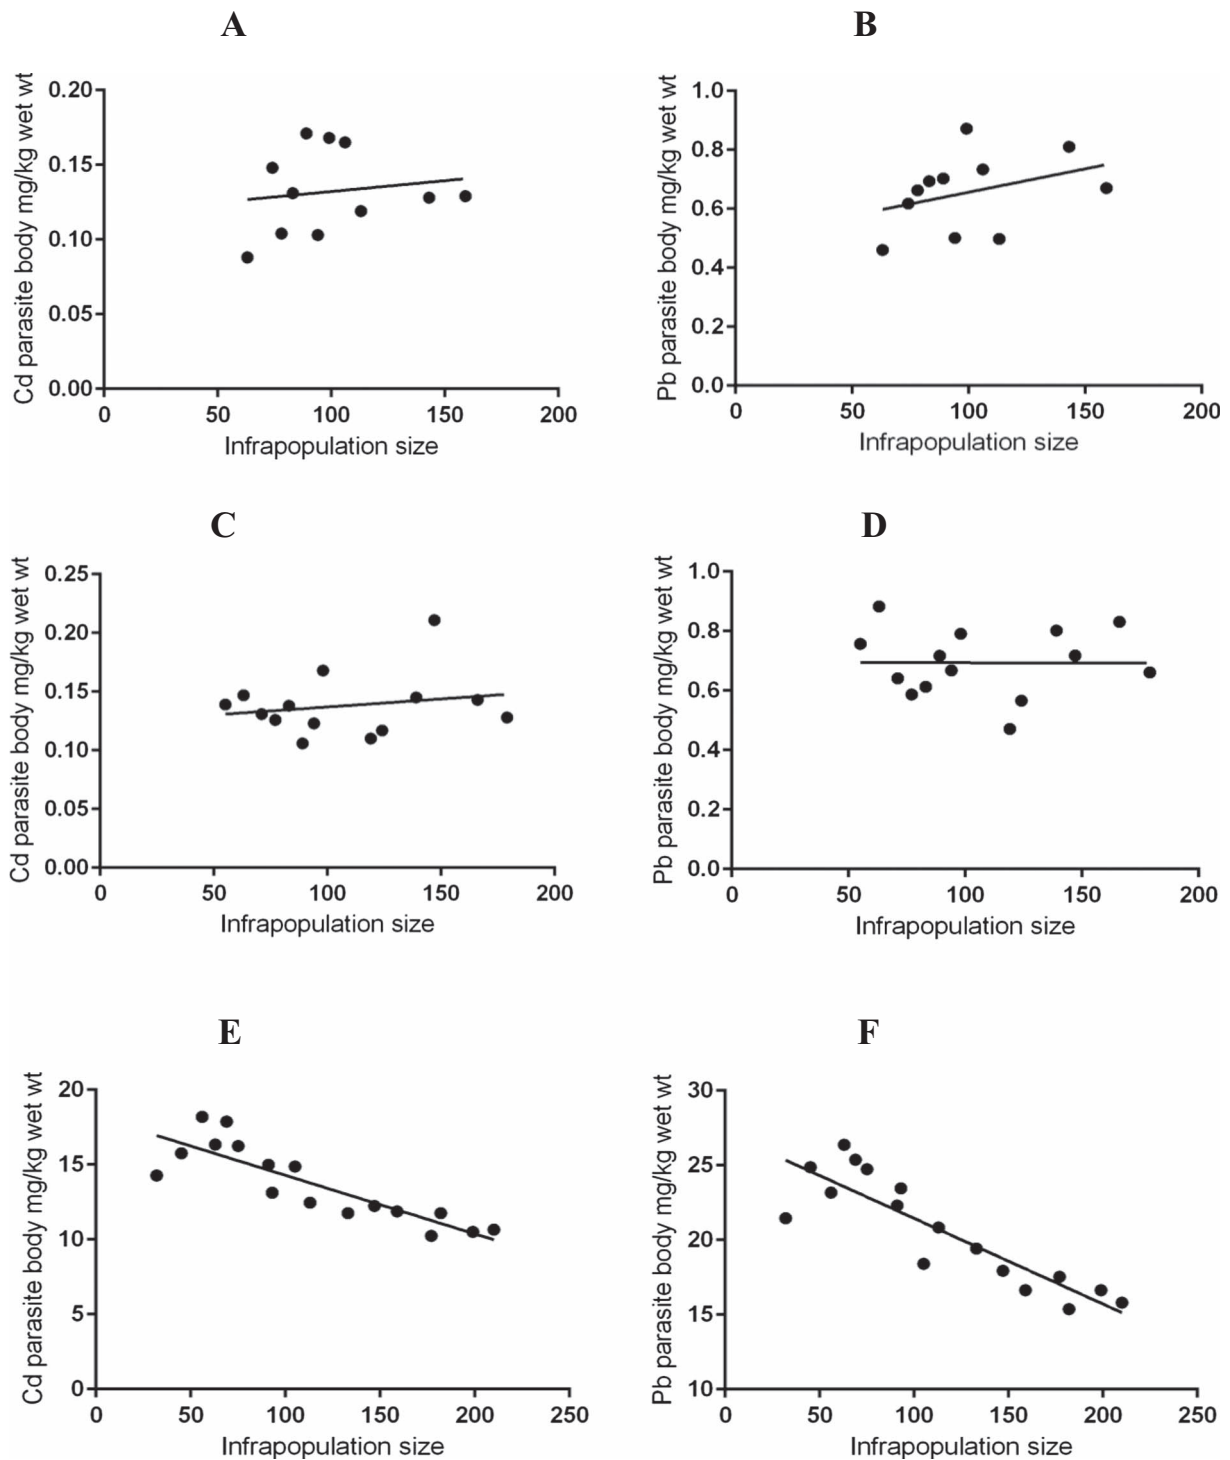 A
Cd parasite body mg/kg wet wt
0.20
0.15
0.10
0.05
0.00
0 50 100 150 200
Infrapopulation size
B
Pb parasite body mg/kg wet wt
1.0
0.8
0.6
0.4
0.2
0.0
0 50 100 150 200
Infrapopulation size
C
Cd parasite body mg/kg wet wt
0.25
0.20
0.15
0.10
0.05
0.00
0 50 100 150 200
Infrapopulation size
D
Pb parasite body mg/kg wet wt
1.0
0.8
0.6
0.4
0.2
0.0
0 50 100 150 200
Infrapopulation size
E
Cd parasite body mg/kg wet wt
20
15
10
5
0
0 50 100 150 200 250
Infrapopulation size
F
Pb parasite body mg/kg wet wt
30
25
20
15
10
0 50 100 150 200 250
Infrapopulation size